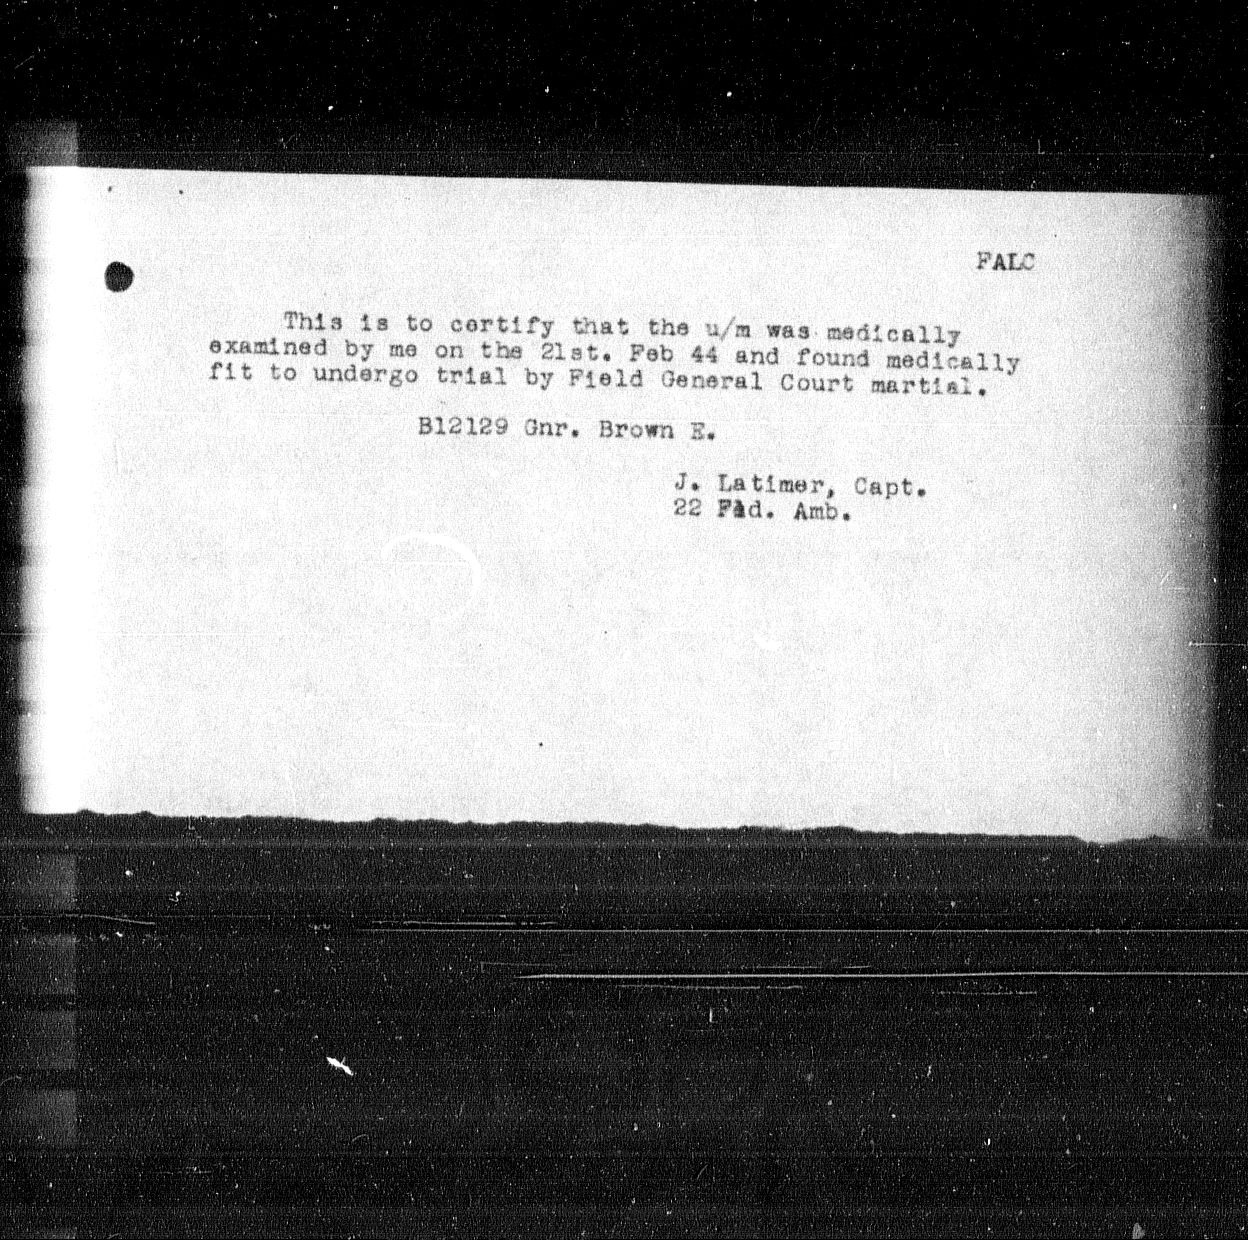 FALC
This is to certify that the u/m was medically
examined by me on the 21st. Feb 44 and found medically
fit to undergo trial by Field General Court martial.
B12129 Gnr. Brown E.
J. Latimer, Capt.
22 Fld. Amb.